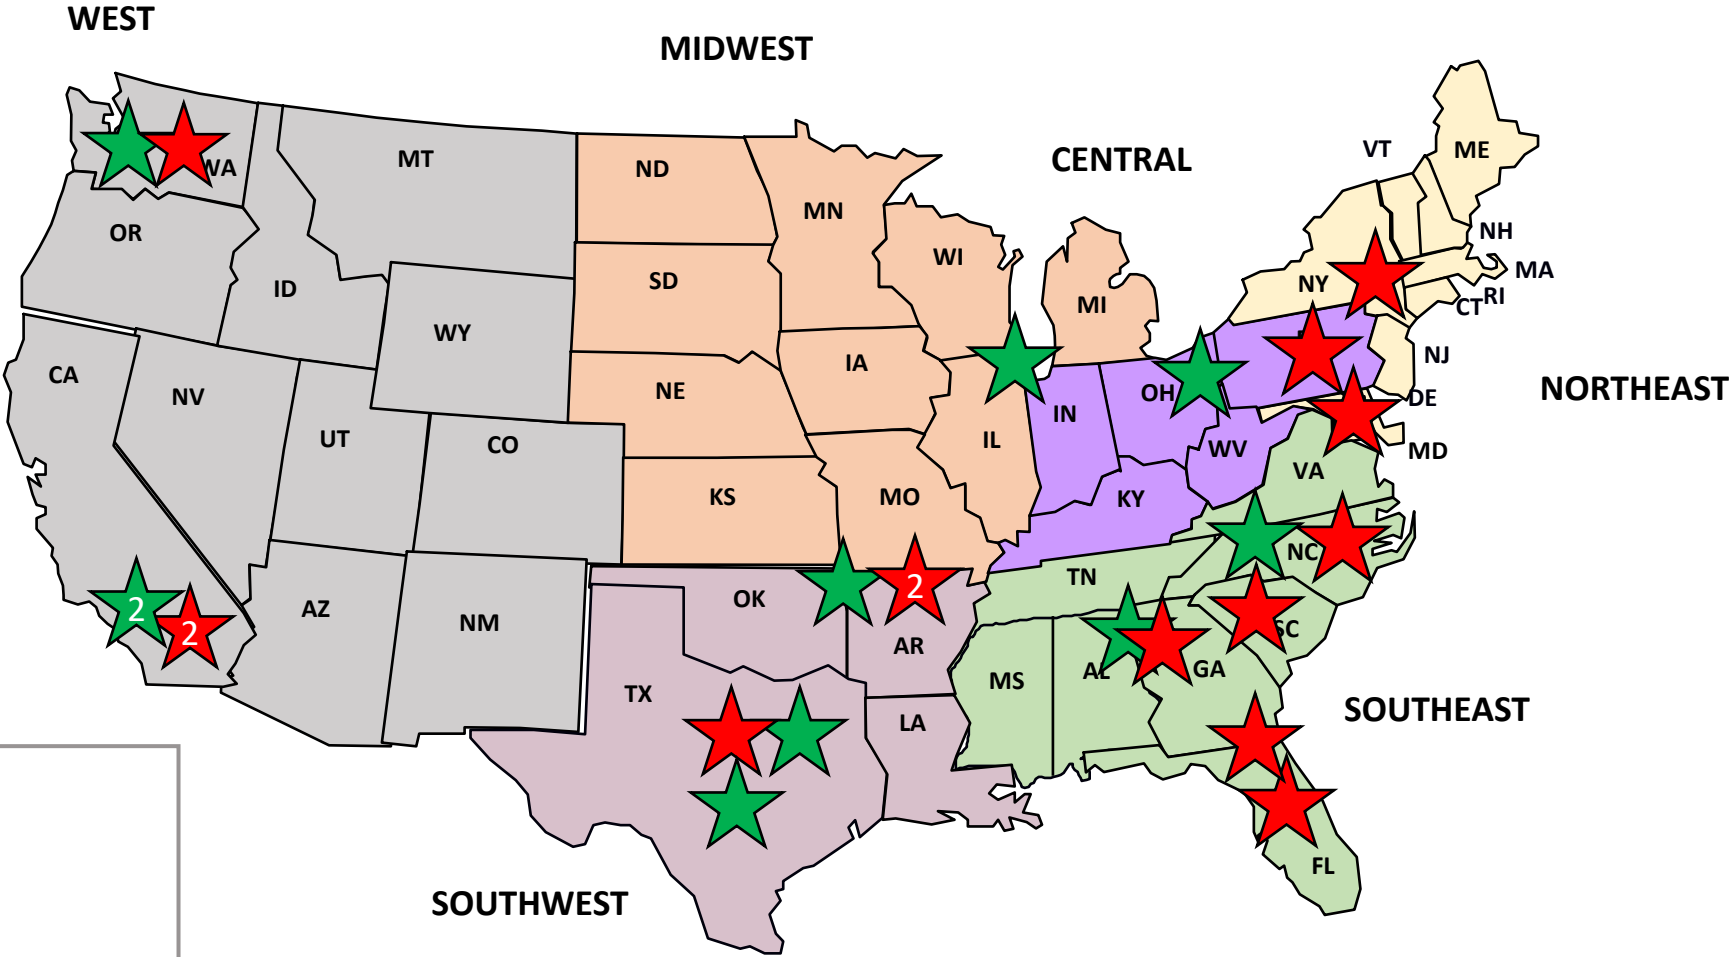 WEST
MIDWEST
CENTRAL
NORTHEAST
SOUTHEAST
SOUTHWEST
WA
OR
ID
MT
WY
CA
NV
UT
CO
AZ
NM
2
2
ND
SD
NE
KS
MN
IA
MO
WI
IL
MI
IN
OH
KY
WV
OK
TX
AR
LA
2
VT
ME
NH
MA
RI
CT
NY
NJ
DE
MD
VA
NC
TN
SC
MS
AL
GA
FL